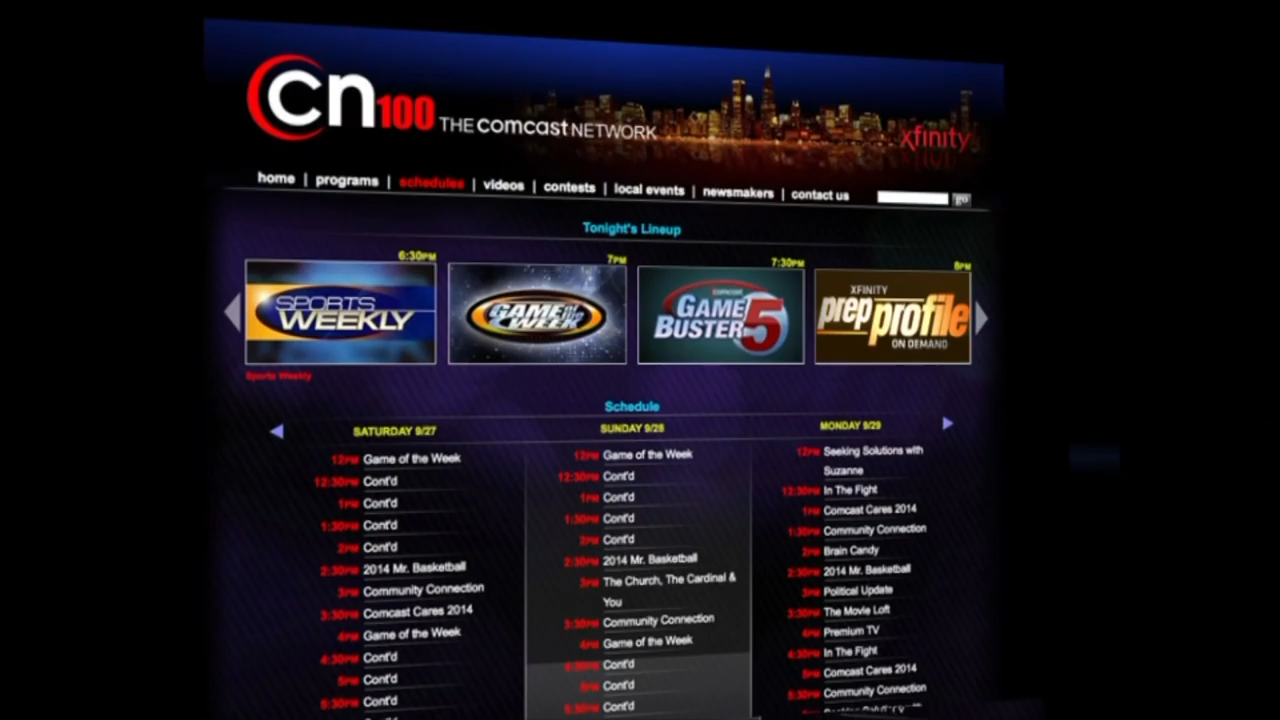 cn100 THE comcast NETWORK
xfinity
home | programs | schedules | videos | contests | local events | newsmakers | contact us
go
Tonight's Lineup
6:30PM
7PM
7:30PM
8PM
SPORTS
WEEKLY
GAME of the
WEEK
COMCAST
GAME
BUSTER 5
XFINITY
prep profile
ON DEMAND
Sports Weekly
Schedule
SATURDAY 9/27
12PM Game of the Week
12:30PM Cont'd
1PM Cont'd
1:30PM Cont'd
2PM Cont'd
2:30PM 2014 Mr. Basketball
3PM Community Connection
3:30PM Comcast Cares 2014
4PM Game of the Week
4:30PM Cont'd
5PM Cont'd
5:30PM Cont'd
SUNDAY 9/28
12PM Game of the Week
12:30PM Cont'd
1PM Cont'd
1:30PM Cont'd
2PM Cont'd
2:30PM 2014 Mr. Basketball
3PM The Church, The Cardinal &
You
3:30PM Community Connection
4PM Game of the Week
4:30PM Cont'd
5PM Cont'd
5:30PM Cont'd
MONDAY 9/29
12PM Seeking Solutions with
Suzanne
12:30PM In The Fight
1PM Comcast Cares 2014
1:30PM Community Connection
2PM Brain Candy
2:30PM 2014 Mr. Basketball
3PM Political Update
3:30PM The Movie Loft
4PM Premium TV
4:30PM In The Fight
5PM Comcast Cares 2014
5:30PM Community Connection